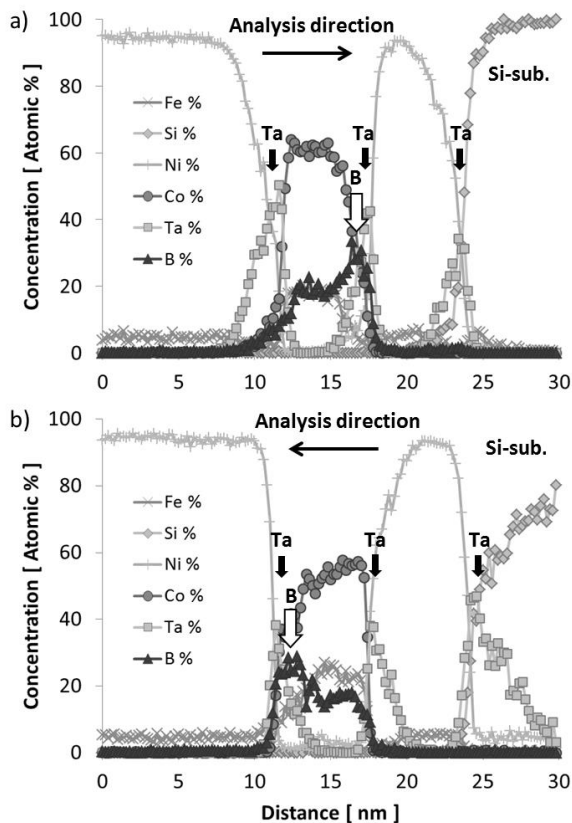 a)
Analysis direction
Si-sub.
Fe %
Si %
Ni %
Co %
Ta %
B %
Ta
Ta
Ta
B
Concentration [ Atomic % ]
100
80
60
40
20
0
0 5 10 15 20 25 30
b)
Analysis direction
Si-sub.
Fe %
Si %
Ni %
Co %
Ta %
B %
Ta
Ta
Ta
B
Concentration [ Atomic % ]
100
80
60
40
20
0
0 5 10 15 20 25 30
Distance [ nm ]